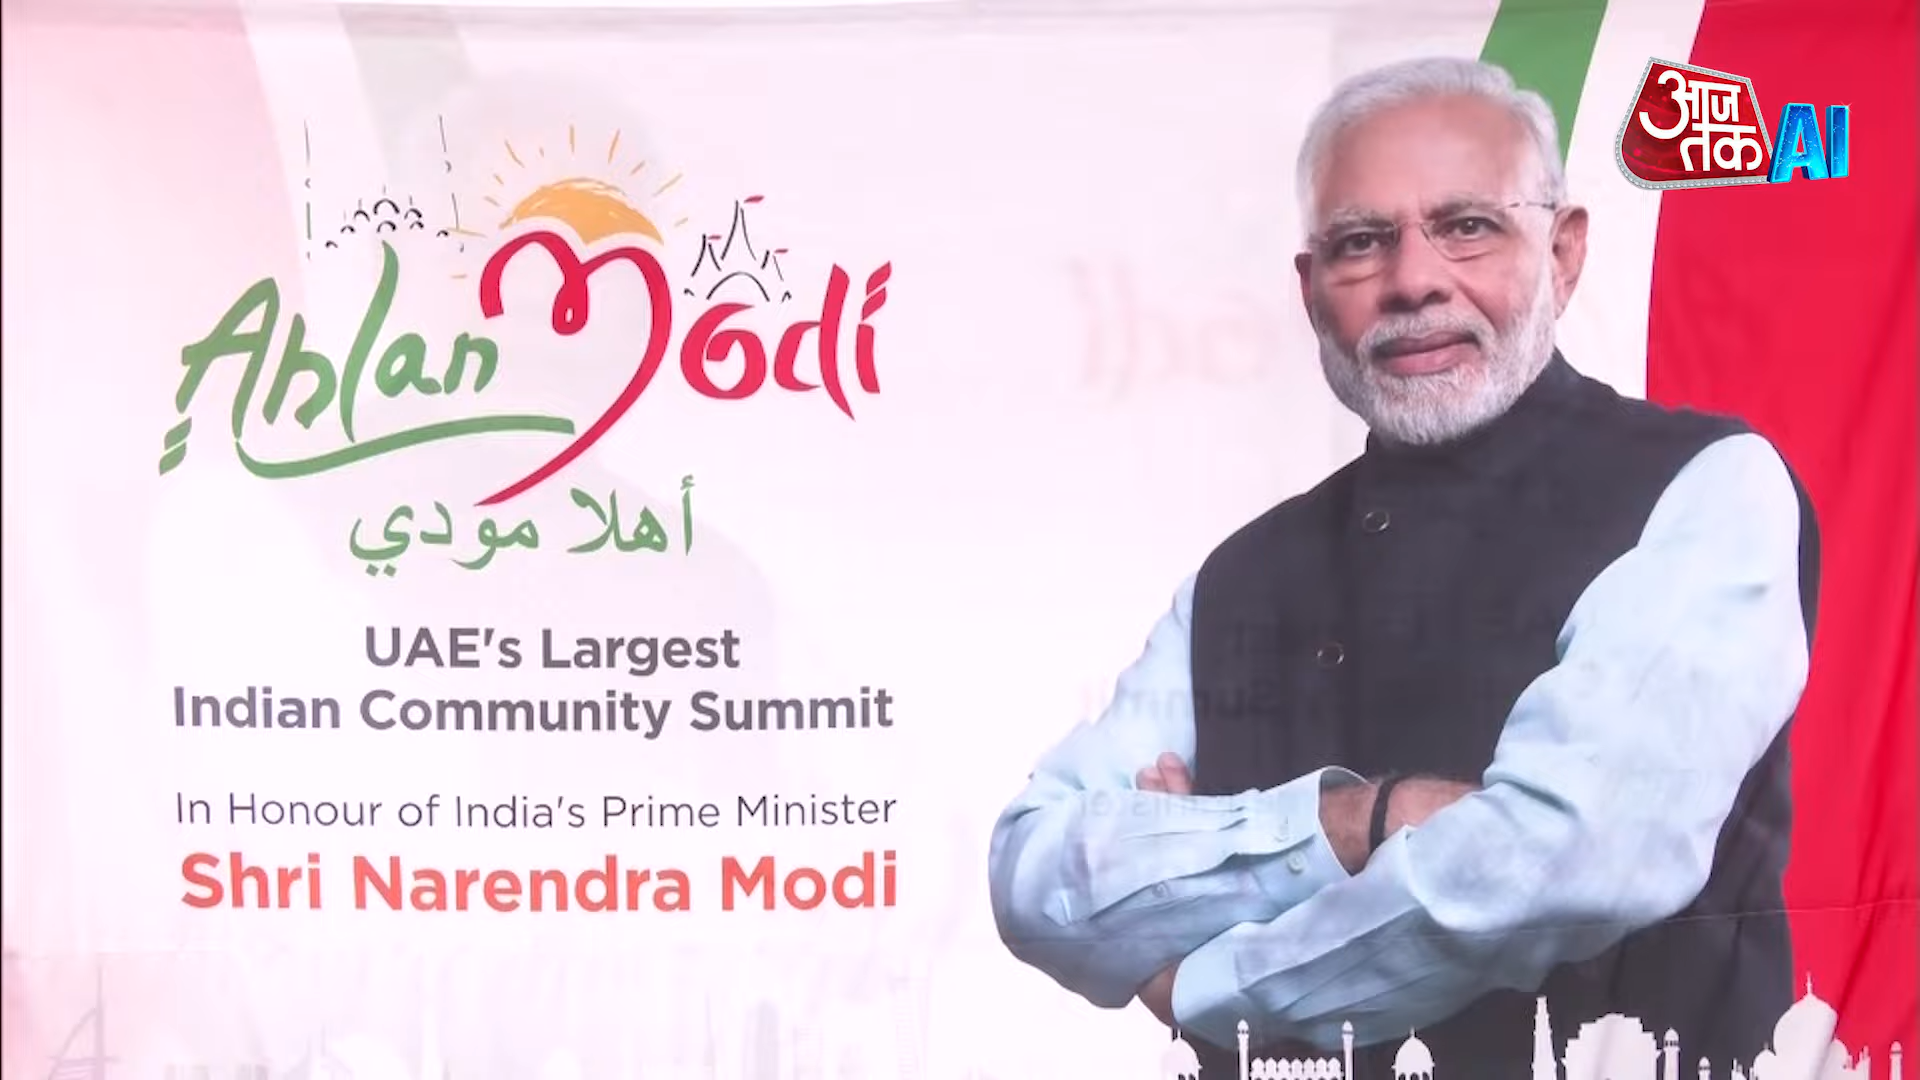 आज तक AI
Ahlan Modi
أهلا مودي
UAE's Largest
Indian Community Summit
In Honour of India's Prime Minister
Shri Narendra Modi